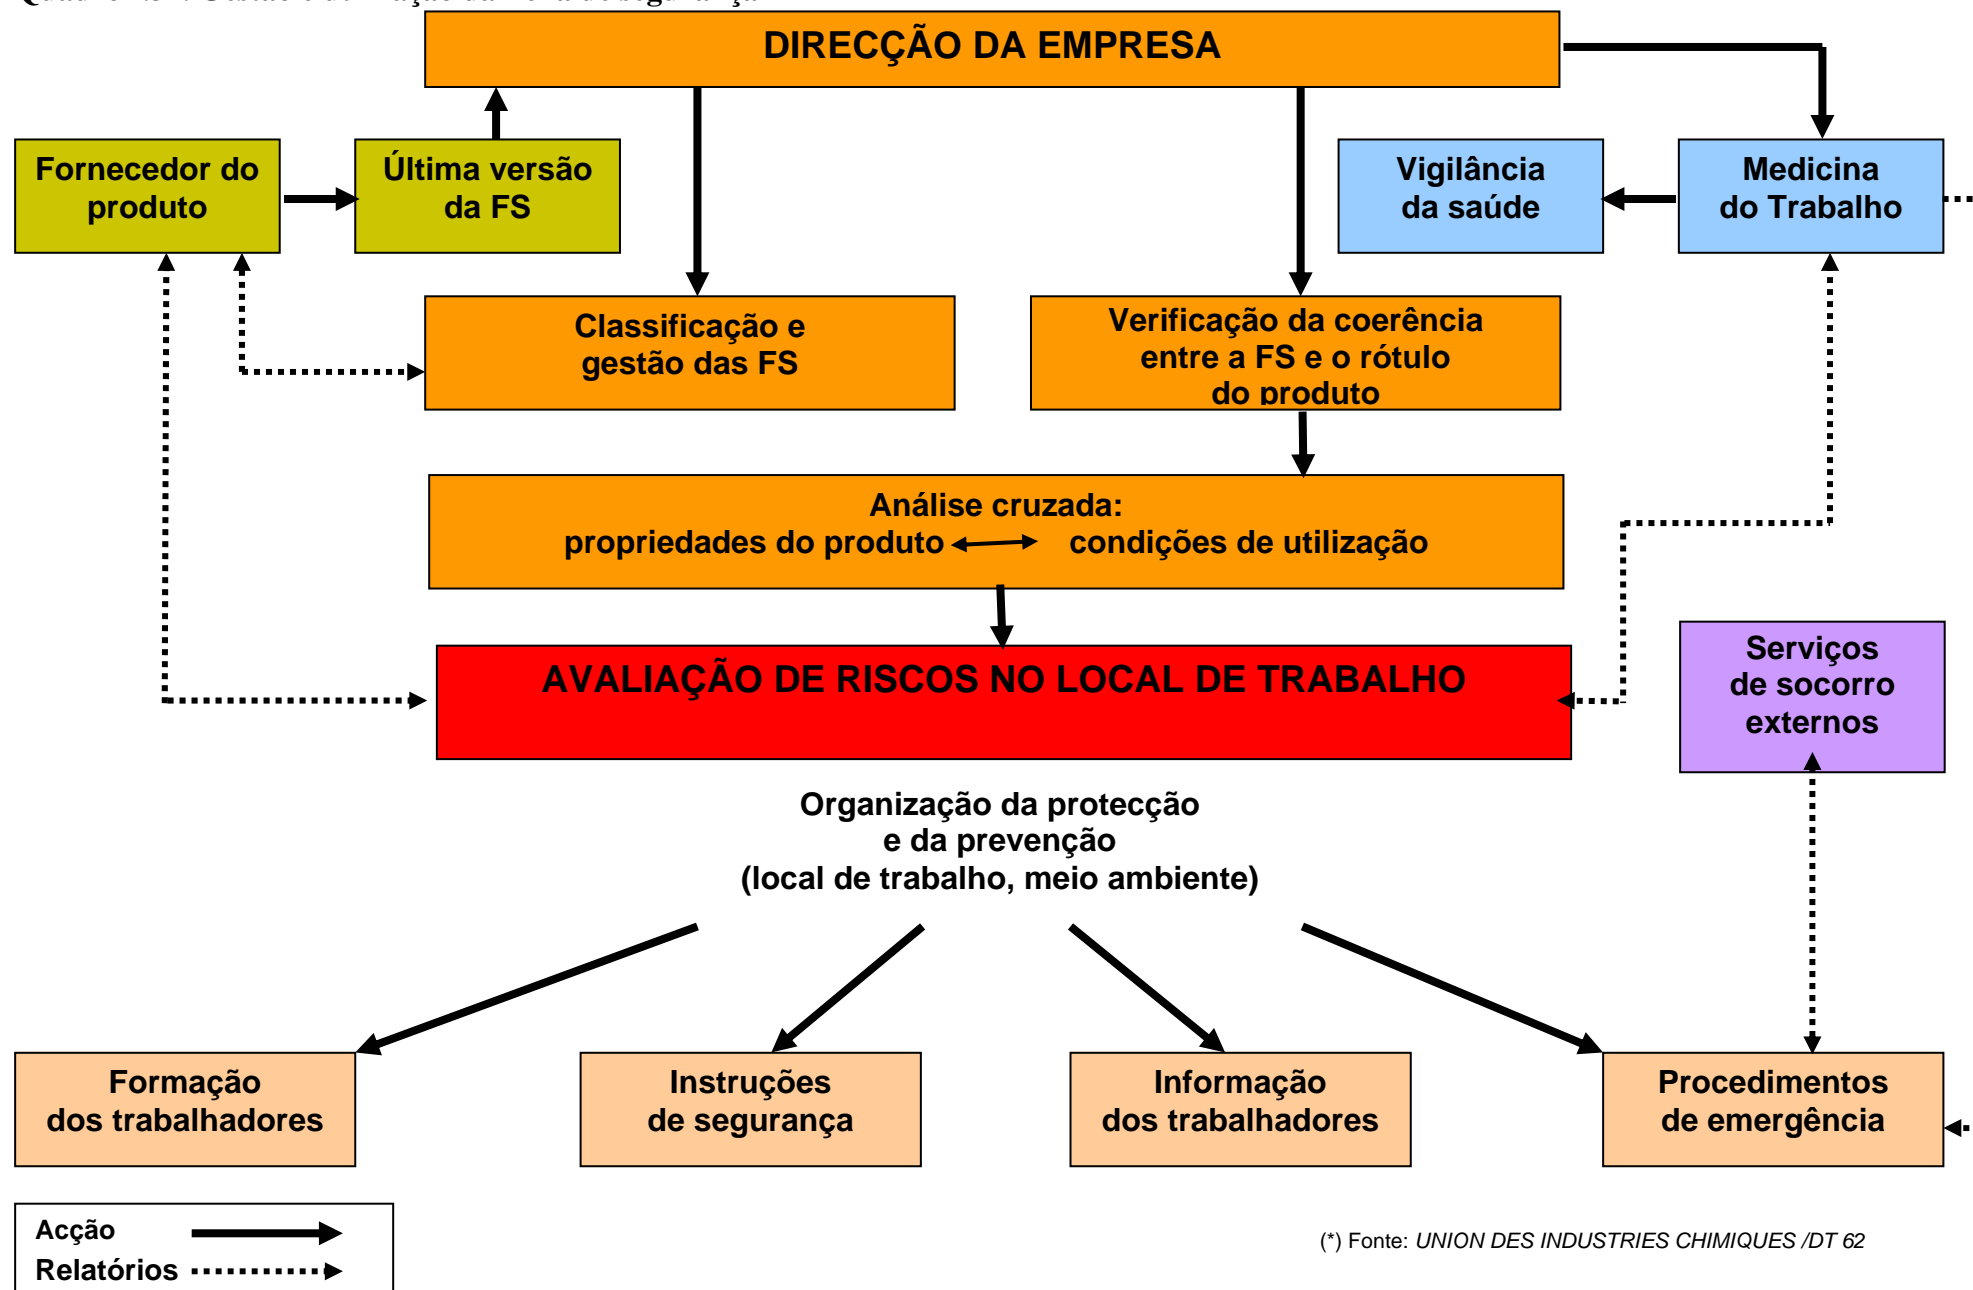 DIRECÇÃO DA EMPRESA
Fornecedor do
produto
Última versão
da FS
Vigilância
da saúde
Medicina
do Trabalho
Classificação e
gestão das FS
Verificação da coerência
entre a FS e o rótulo
do produto
Análise cruzada:
propriedades do produto condições de utilização
AVALIAÇÃO DE RISCOS NO LOCAL DE TRABALHO
Serviços
de socorro
externos
Organização da protecção
e da prevenção
(local de trabalho, meio ambiente)
Formação
dos trabalhadores
Instruções
de segurança
Informação
dos trabalhadores
Procedimentos
de emergência
Acção
Relatórios
(*) Fonte: UNION DES INDUSTRIES CHIMIQUES /DT 62